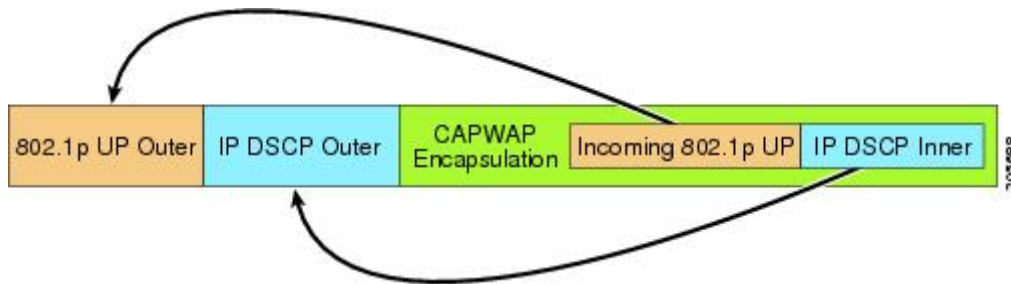 802.1p UP Outer
IP DSCP Outer
CAPWAP
Encapsulation
Incoming 802.1p UP
IP DSCP Inner